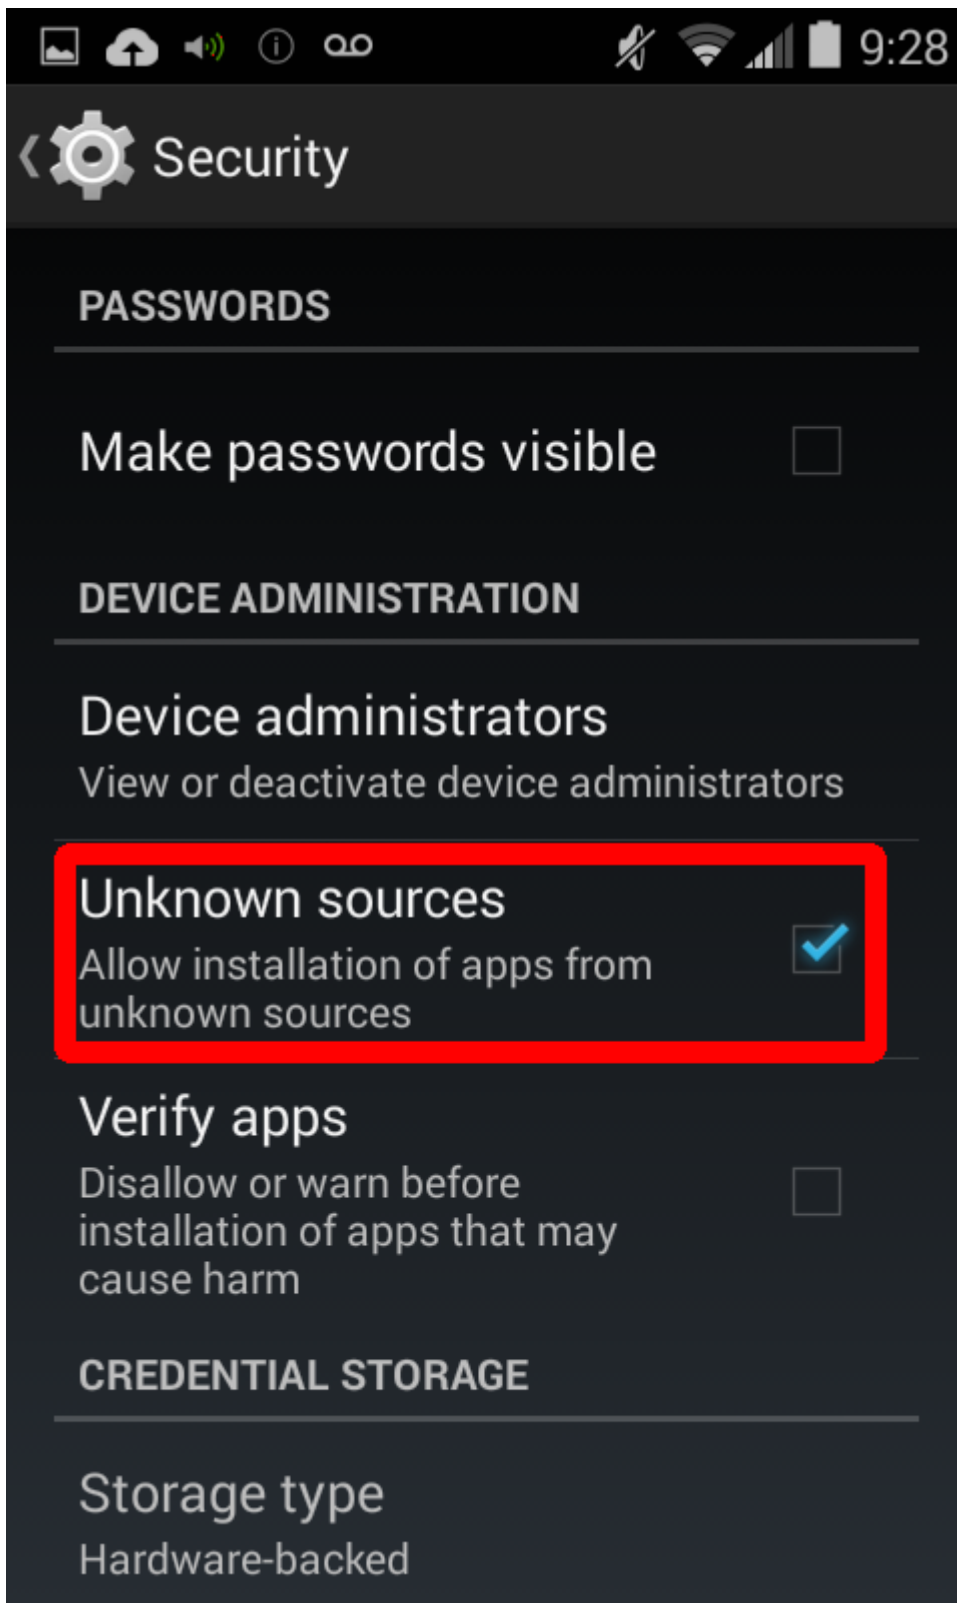 9:28
Security
PASSWORDS
Make passwords visible
DEVICE ADMINISTRATION
Device administrators
View or deactivate device administrators
Unknown sources
Allow installation of apps from
unknown sources
Verify apps
Disallow or warn before
installation of apps that may
cause harm
CREDENTIAL STORAGE
Storage type
Hardware-backed